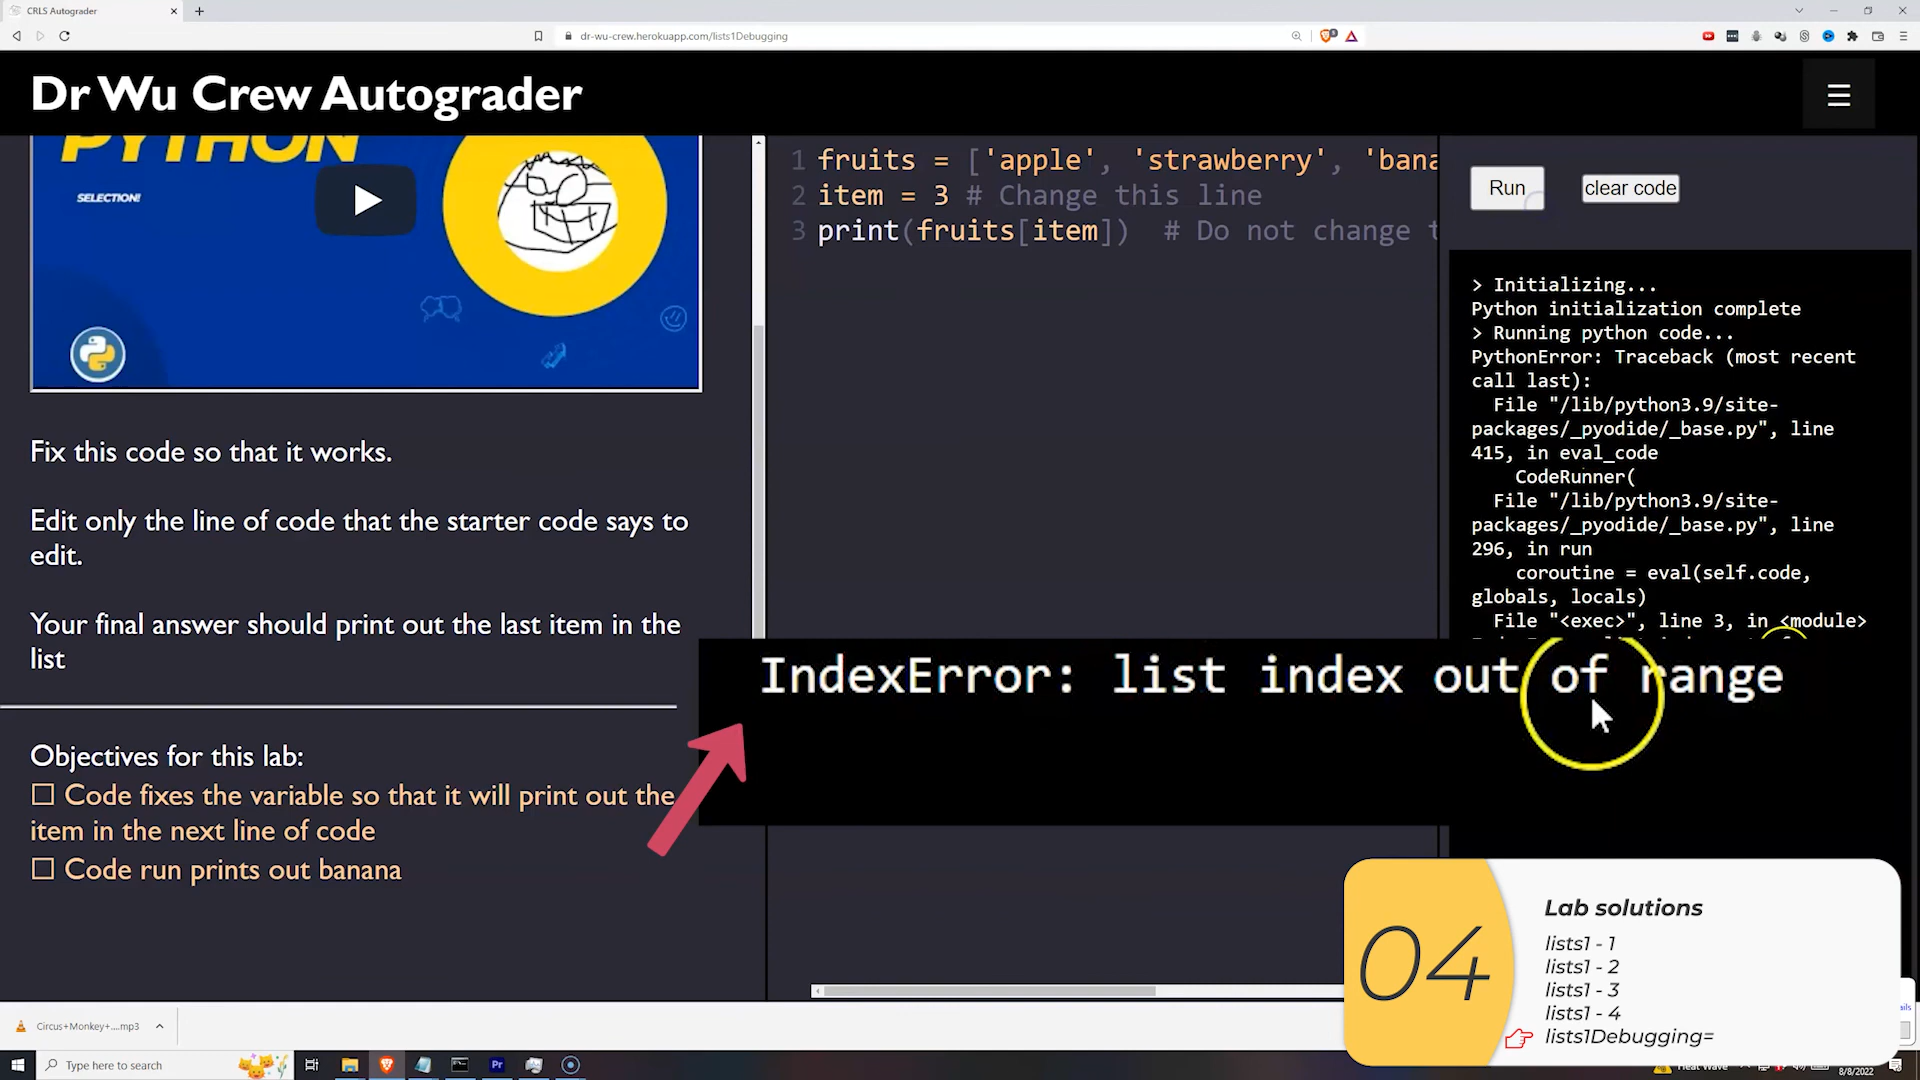 CRLS Autograder
dr-wu-crew.herokuapp.com/lists1Debugging
Dr Wu Crew Autograder
PYTHON
SELECTION!
Fix this code so that it works.
Edit only the line of code that the starter code says to
edit.
Your final answer should print out the last item in the
list
Objectives for this lab:
☐ Code fixes the variable so that it will print out the
item in the next line of code
☐ Code run prints out banana
1 fruits = ['apple', 'strawberry', 'bana
2 item = 3 # Change this line
3 print(fruits[item])  # Do not change t
Run
clear code
> Initializing...
Python initialization complete
> Running python code...
PythonError: Traceback (most recent
call last):
File "/lib/python3.9/site-
packages/_pyodide/_base.py", line
415, in eval_code
CodeRunner(
File "/lib/python3.9/site-
packages/_pyodide/_base.py", line
296, in run
coroutine = eval(self.code,
globals, locals)
File "<exec>", line 3, in <module>
IndexError: list index out of range
04
Lab solutions
lists1 - 1
lists1 - 2
lists1 - 3
lists1 - 4
lists1Debugging=
Circus+Monkey+....mp3
Type here to search
Pr
Heat Wave
8/8/2022